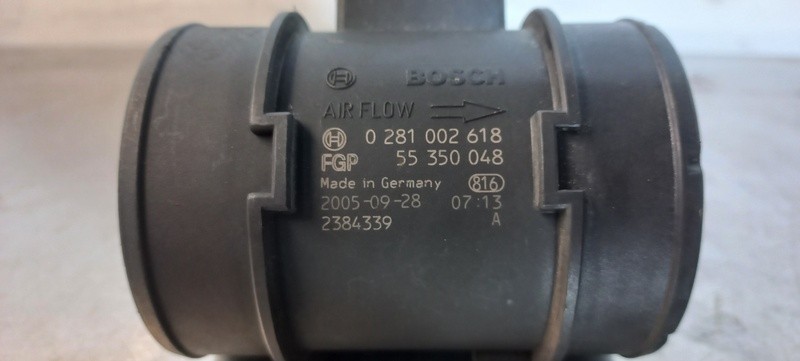 BOSCH
AIR FLOW
0 281 002 618
FGP 55 350 048
Made in Germany 816
2005-09-28 07:13
2384339 A